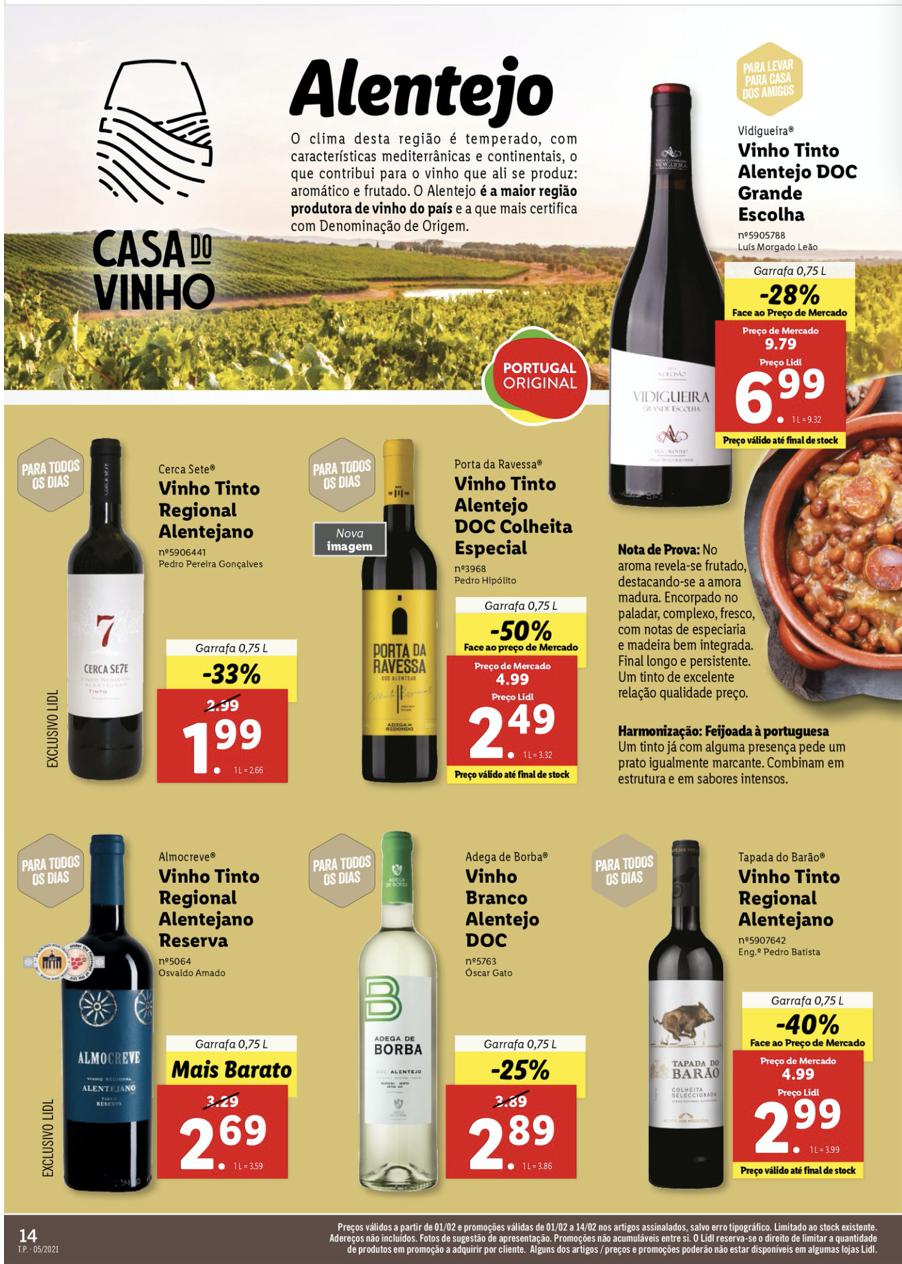 Alentejo
O clima desta região é temperado, com
características mediterrânicas e continentais, o
que contribui para o vinho que ali se produz:
aromático e frutado. O Alentejo é a maior região
produtora de vinho do país e a que mais certifica
com Denominação de Origem.
CASA DO
VINHO
PORTUGAL
ORIGINAL
PARA LEVAR
PARA CASA
DOS AMIGOS
Vidigueira®
Vinho Tinto
Alentejo DOC
Grande
Escolha
nº5905788
Luís Morgado Leão
Garrafa 0,75 L
-28%
Face ao Preço de Mercado
Preço de Mercado
9.79
Preço Lidl
6.99
1 L = 9.32
Preço válido até final de stock
VIDIGUEIRA
GRANDE ESCOLHA
Nota de Prova: No
aroma revela-se frutado,
destacando-se a amora
madura. Encorpado no
paladar, complexo, fresco,
com notas de especiaria
e madeira bem integrada.
Final longo e persistente.
Um tinto de excelente
relação qualidade preço.
Harmonização: Feijoada à portuguesa
Um tinto já com alguma presença pede um
prato igualmente marcante. Combinam em
estrutura e em sabores intensos.
PARA TODOS
OS DIAS
Cerca Sete®
Vinho Tinto
Regional
Alentejano
nº5906441
Pedro Pereira Gonçalves
Garrafa 0,75 L
-33%
2.99
1.99
1 L = 2.66
EXCLUSIVO LIDL
7
CERCA SE7E
TINTO
PARA TODOS
OS DIAS
Nova
imagem
Porta da Ravessa®
Vinho Tinto
Alentejo
DOC Colheita
Especial
nº3968
Pedro Hipólito
Garrafa 0,75 L
-50%
Face ao preço de Mercado
Preço de Mercado
4.99
Preço Lidl
2.49
1 L = 3.32
Preço válido até final de stock
PORTA DA
RAVESSA
DOC ALENTEJO
ADEGA DE
REDONDO
PARA TODOS
OS DIAS
Almocreve®
Vinho Tinto
Regional
Alentejano
Reserva
nº5064
Osvaldo Amado
Garrafa 0,75 L
Mais Barato
3.29
2.69
1 L = 3.59
EXCLUSIVO LIDL
ALMOCREVE
VINHO REGIONAL
ALENTEJANO
TINTO
RESERVA
PARA TODOS
OS DIAS
Adega de Borba®
Vinho
Branco
Alentejo
DOC
nº5763
Óscar Gato
Garrafa 0,75 L
-25%
3.89
2.89
1 L = 3.86
B
ADEGA DE
BORBA
DOC ALENTEJO
PARA TODOS
OS DIAS
Tapada do Barão®
Vinho Tinto
Regional
Alentejano
nº5907642
Eng.º Pedro Batista
Garrafa 0,75 L
-40%
Face ao Preço de Mercado
Preço de Mercado
4.99
Preço Lidl
2.99
1 L = 3.99
Preço válido até final de stock
TAPADA DO
BARÃO
COLHEITA
SELECCIONADA
14
T.P. - 05/2021
Preços válidos a partir de 01/02 e promoções válidas de 01/02 a 14/02 nos artigos assinalados, salvo erro tipográfico. Limitado ao stock existente.
Adereços não incluídos. Fotos de sugestão de apresentação. Promoções não acumuláveis entre si. O Lidl reserva-se o direito de limitar a quantidade
de produtos em promoção a adquirir por cliente. Alguns dos artigos / preços e promoções poderão não estar disponíveis em algumas lojas Lidl.